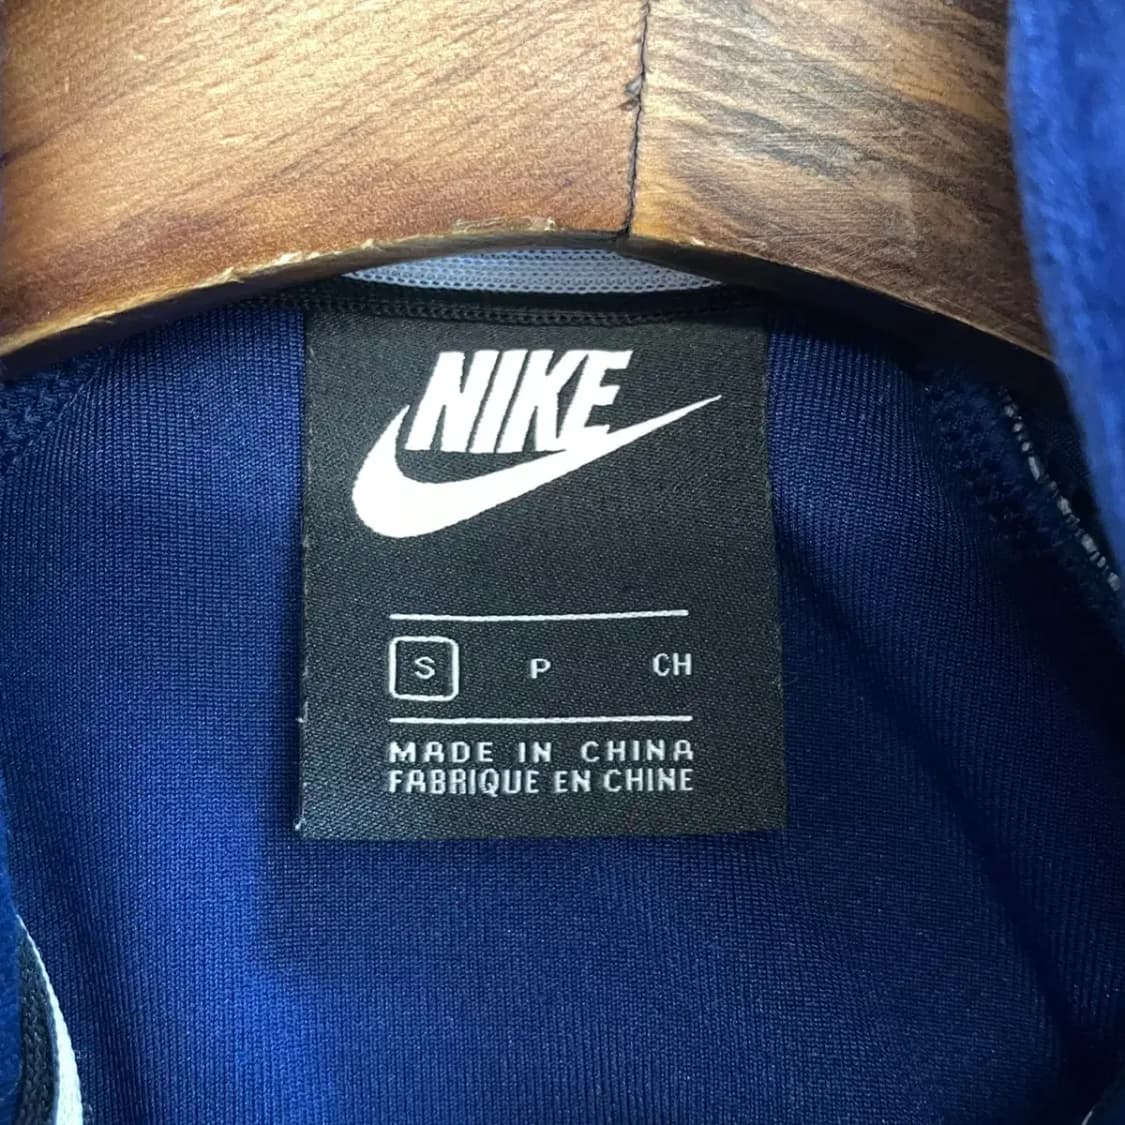 NIKE
S P CH
MADE IN CHINA
FABRIQUE EN CHINE